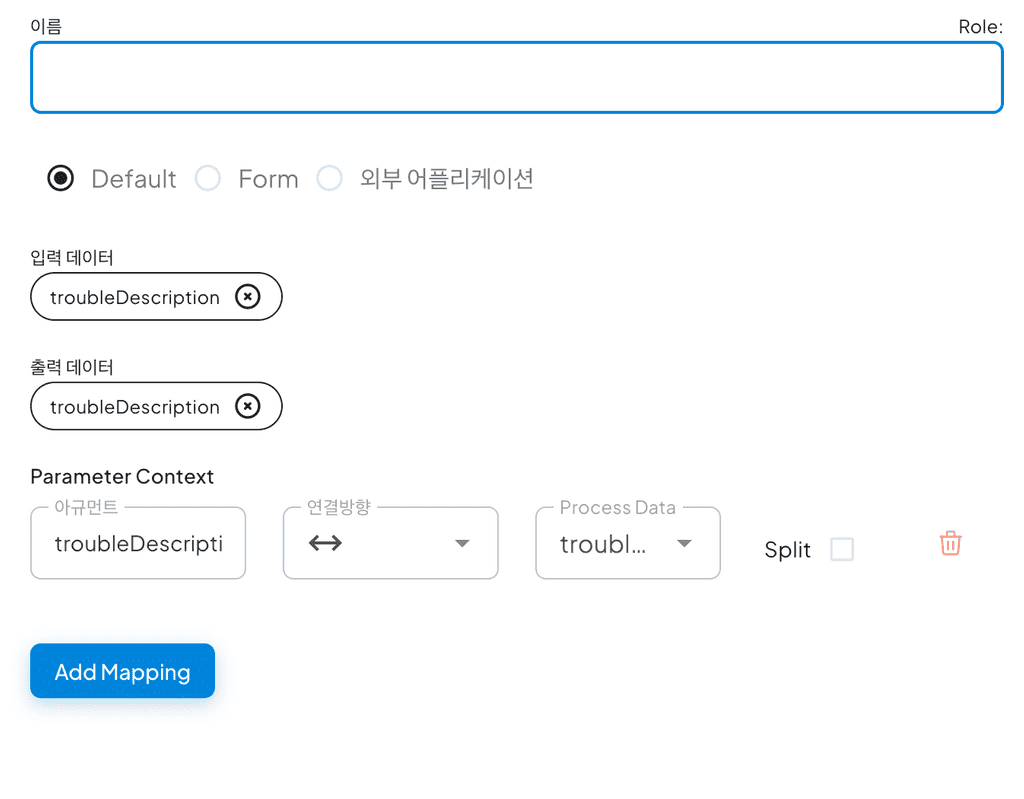 이름 Role:
Default Form 외부 어플리케이션
입력 데이터
troubleDescription
출력 데이터
troubleDescription
Parameter Context
아규먼트 연결방향 Process Data
troubleDescripti troubl... Split
Add Mapping